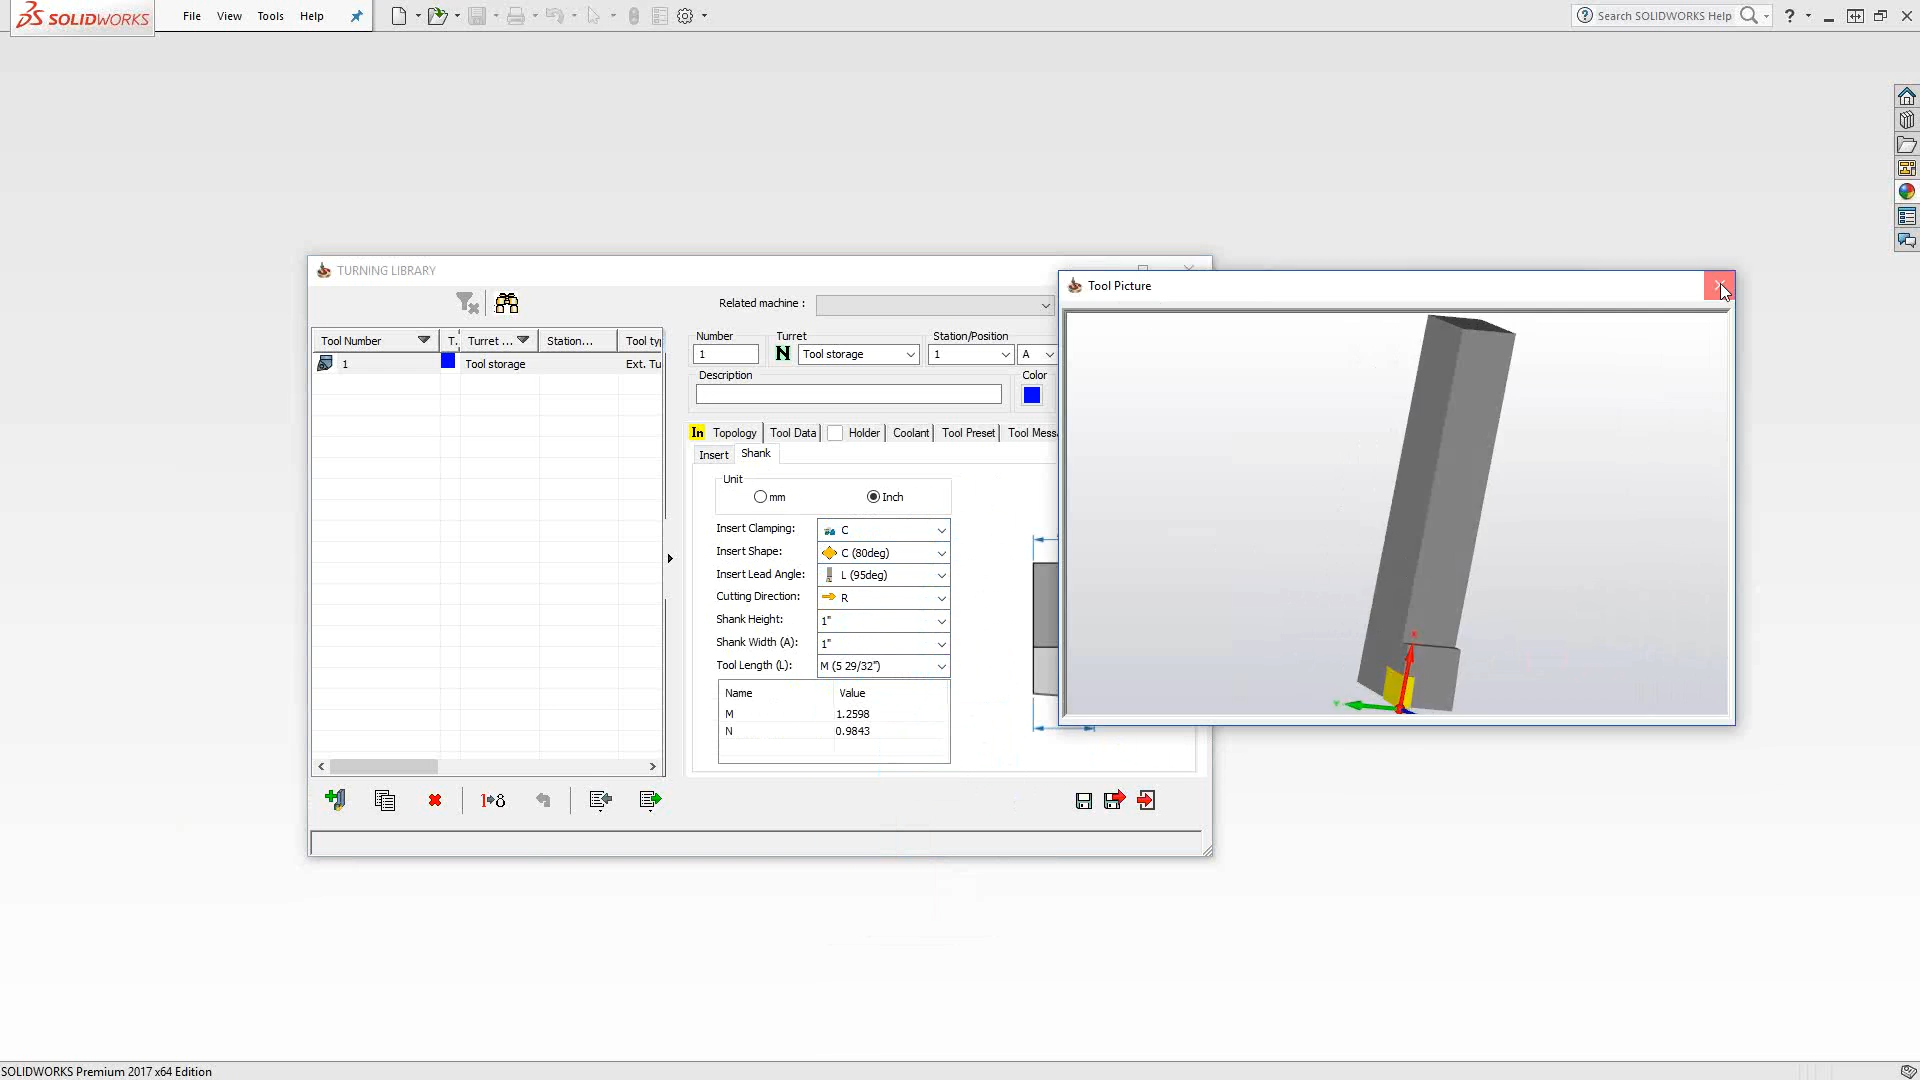 SOLIDWORKS
File View Tools Help
Search SOLIDWORKS Help
TURNING LIBRARY
Tool Picture
Related machine :
Tool Number T. Turret ... Station... Tool ty
1 Tool storage Ext. Tu
Number Turret Station/Position
1 N Tool storage 1 A
Description Color
In Topology Tool Data Holder Coolant Tool Preset Tool Mess
Insert Shank
Unit
mm Inch
Insert Clamping: C
Insert Shape: C (80deg)
Insert Lead Angle: L (95deg)
Cutting Direction: R
Shank Height: 1"
Shank Width (A): 1"
Tool Length (L): M (5 29/32")
Name Value
M 1.2598
N 0.9843
1 8
SOLIDWORKS Premium 2017 x64 Edition